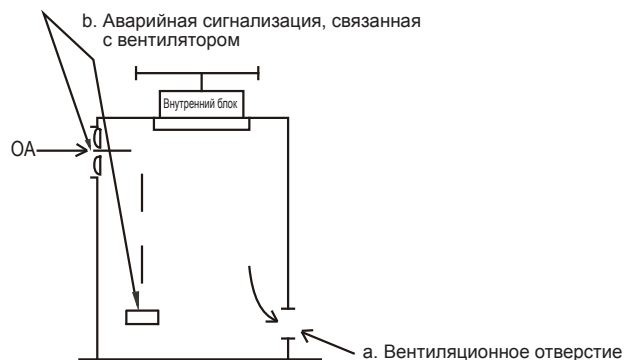 b. Аварийная сигнализация, связанная
с вентилятором
Внутренний блок
OA
a. Вентиляционное отверстие